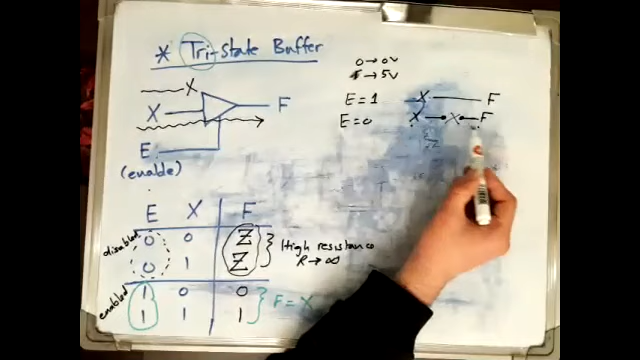 * Tri-state Buffer
0 → 0V
1 → 5V
X
X F
E
(enable)
E = 1 X F
E = 0 X X F
E X F
disabled
0 0 Z
0 1 Z
High resistance
R → ∞
enabled
1 0 0
1 1 1
F = X